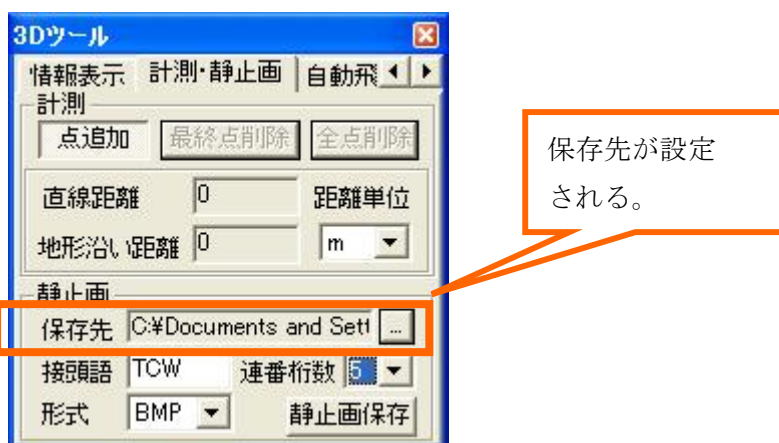 3Dツール
情報表示 計測・静止画 自動飛
計測
点追加 最終点削除 全点削除
直線距離 0 距離単位
地形沿い距離 0 m
静止画
保存先 C:¥Documents and Sett ...
接頭語 TCW 連番桁数 5
形式 BMP 静止画保存
保存先が設定
される。